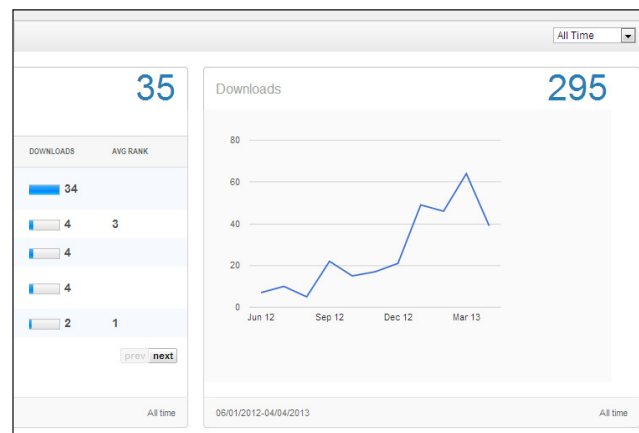 All Time
35
DOWNLOADS AVG RANK
34
4 3
4
4
2 1
prev next
All time
Downloads 295
80
60
40
20
0
Jun 12 Sep 12 Dec 12 Mar 13
06/01/2012-04/04/2013 All time